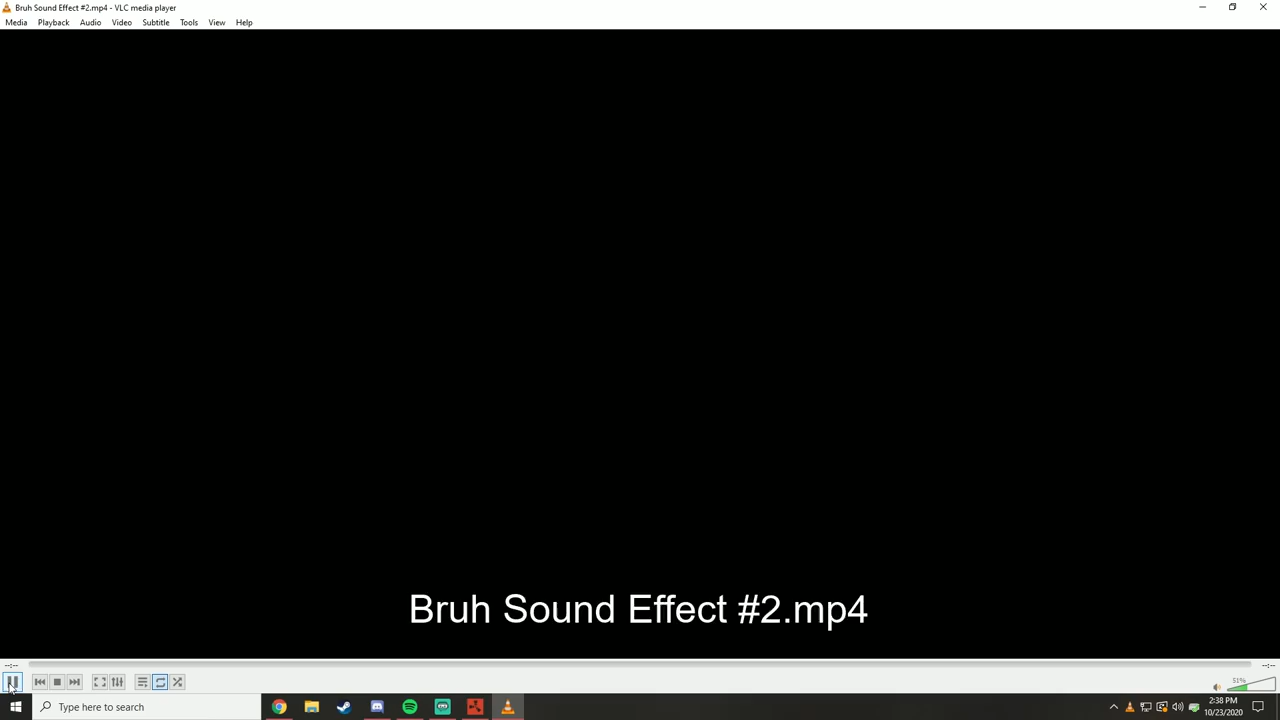 Bruh Sound Effect #2.mp4 - VLC media player
Media Playback Audio Video Subtitle Tools View Help
Bruh Sound Effect #2.mp4
--:-- --:--
51%
Type here to search
2:38 PM
10/23/2020